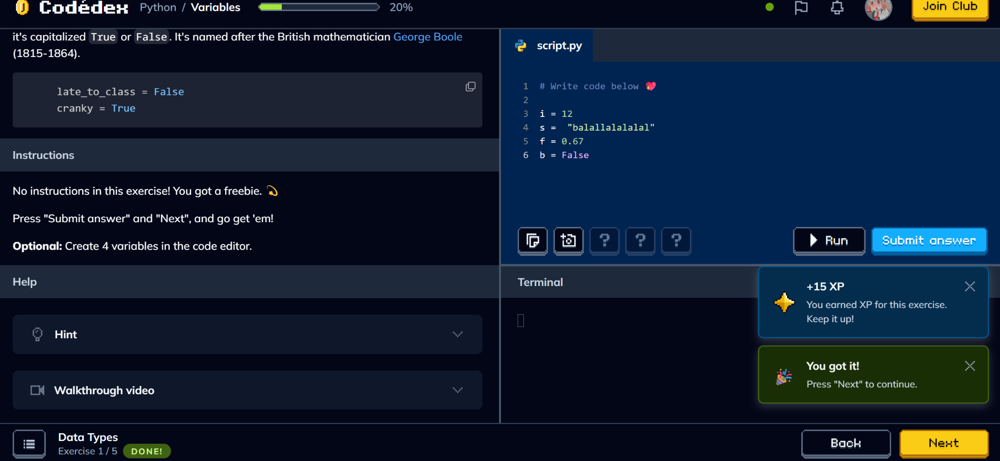 Codédex Python / Variables 20% Join Club
it's capitalized True or False. It's named after the British mathematician George Boole
(1815-1864).
late_to_class = False
cranky = True
Instructions
No instructions in this exercise! You got a freebie. 💫
Press "Submit answer" and "Next", and go get 'em!
Optional: Create 4 variables in the code editor.
Help
Hint
Walkthrough video
script.py
1 # Write code below 💖
2
3 i = 12
4 s =  "balallalalalal"
5 f = 0.67
6 b = False
? ? ? Run Submit answer
Terminal
+15 XP
You earned XP for this exercise.
Keep it up!
You got it!
Press "Next" to continue.
Data Types
Exercise 1 / 5 DONE!
Back Next